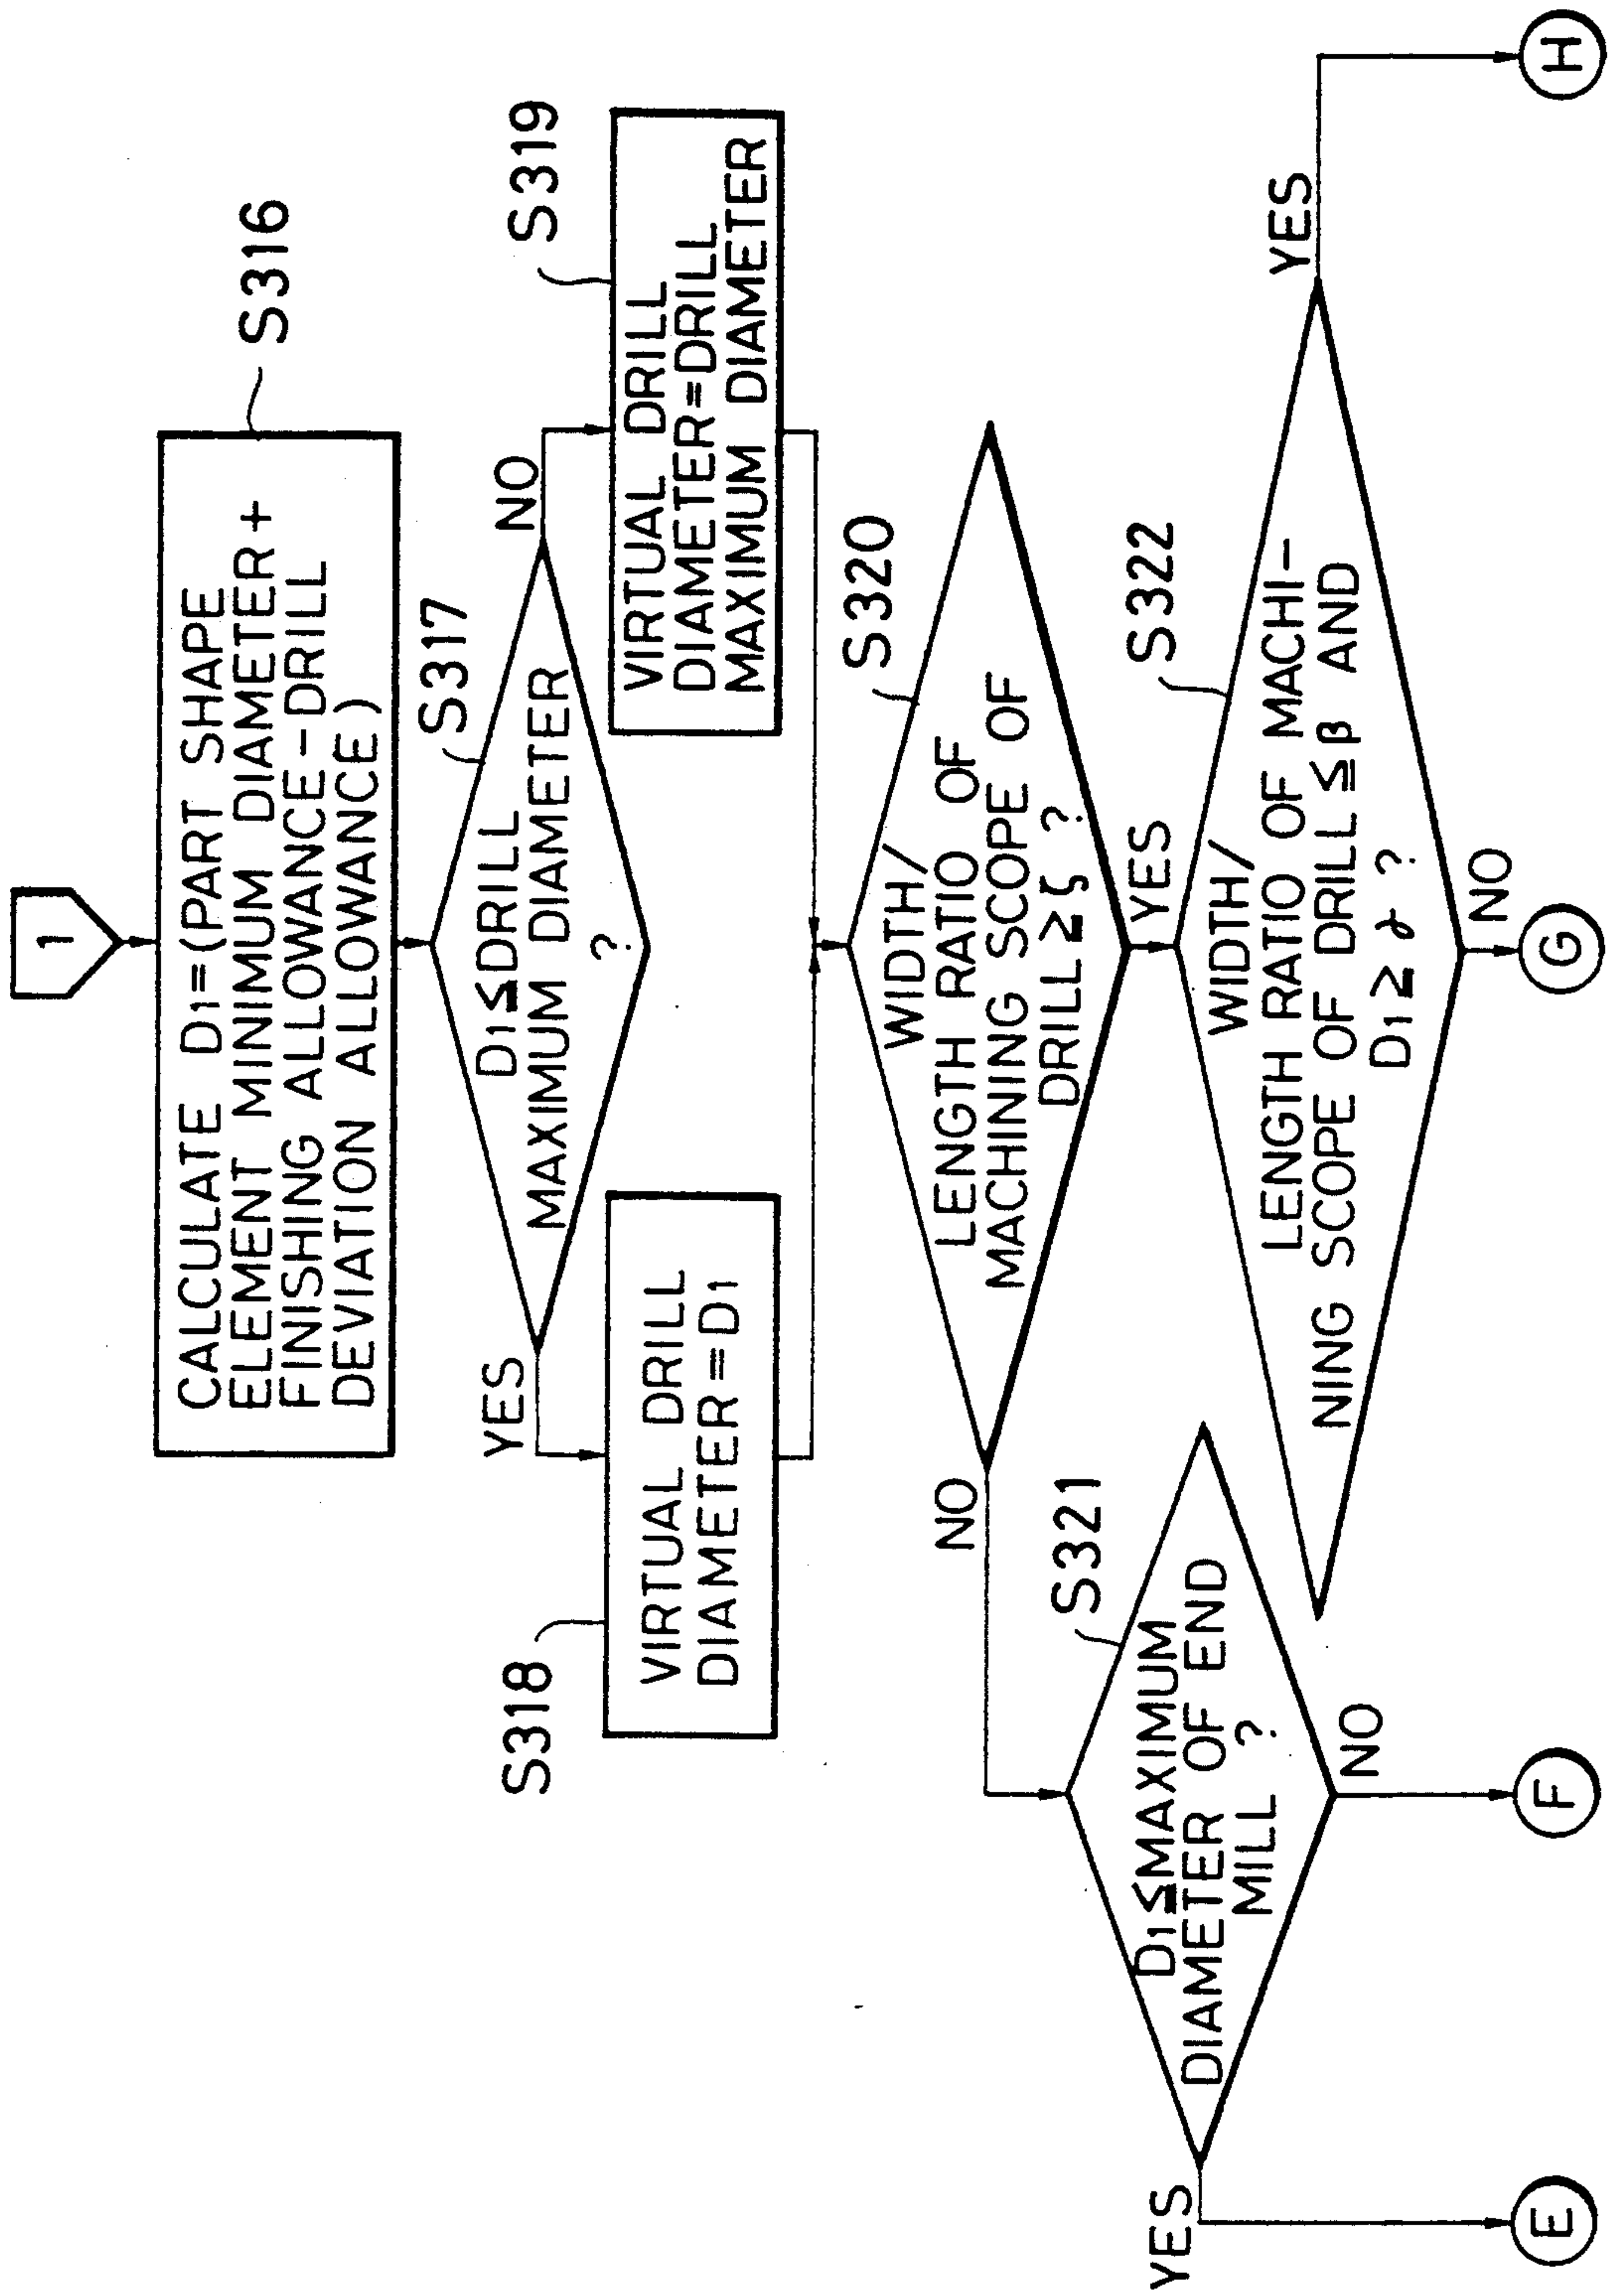 1
S316
CALCULATE D1=(PART SHAPE
ELEMENT MINIMUM DIAMETER+
FINISHING ALLOWANCE-DRILL
DEVIATION ALLOWANCE)
S317
D1≦DRILL
MAXIMUM DIAMETER
?
YES
NO
S318
VIRTUAL DRILL
DIAMETER=D1
S319
VIRTUAL DRILL
DIAMETER=DRILL
MAXIMUM DIAMETER
S320
WIDTH/
LENGTH RATIO OF
MACHINING SCOPE OF
DRILL≥ζ ?
NO
YES
S321
D1≦MAXIMUM
DIAMETER OF END
MILL ?
YES
NO
S322
WIDTH/
LENGTH RATIO OF MACHI-
NING SCOPE OF DRILL≦β AND
D1≥γ ?
YES
NO
E
F
G
H